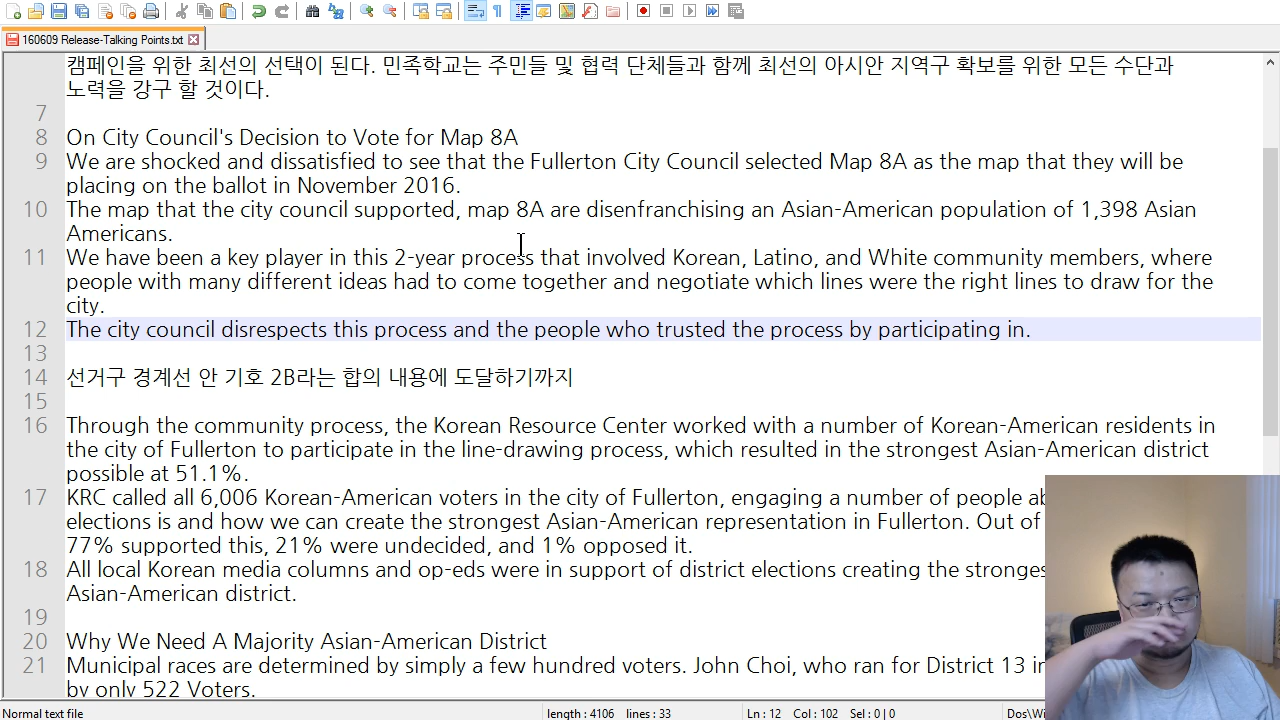 160609 Release-Talking Points.txt
캠페인을 위한 최선의 선택이 된다. 민족학교는 주민들 및 협력 단체들과 함께 최선의 아시안 지역구 확보를 위한 모든 수단과
노력을 강구 할 것이다.
7
8 On City Council's Decision to Vote for Map 8A
9 We are shocked and dissatisfied to see that the Fullerton City Council selected Map 8A as the map that they will be
placing on the ballot in November 2016.
10 The map that the city council supported, map 8A are disenfranchising an Asian-American population of 1,398 Asian
Americans.
11 We have been a key player in this 2-year process that involved Korean, Latino, and White community members, where
people with many different ideas had to come together and negotiate which lines were the right lines to draw for the
city.
12 The city council disrespects this process and the people who trusted the process by participating in.
13
14 선거구 경계선 안 기호 2B라는 합의 내용에 도달하기까지
15
16 Through the community process, the Korean Resource Center worked with a number of Korean-American residents in
the city of Fullerton to participate in the line-drawing process, which resulted in the strongest Asian-American district
possible at 51.1%.
17 KRC called all 6,006 Korean-American voters in the city of Fullerton, engaging a number of people
elections is and how we can create the strongest Asian-American representation in Fullerton. Out of
77% supported this, 21% were undecided, and 1% opposed it.
18 All local Korean media columns and op-eds were in support of district elections creating the
Asian-American district.
19
20 Why We Need A Majority Asian-American District
21 Municipal races are determined by simply a few hundred voters. John Choi, who ran for District 13
by only 522 Voters.
Normal text file length : 4106 lines : 33 Ln : 12 Col : 102 Sel : 0 | 0